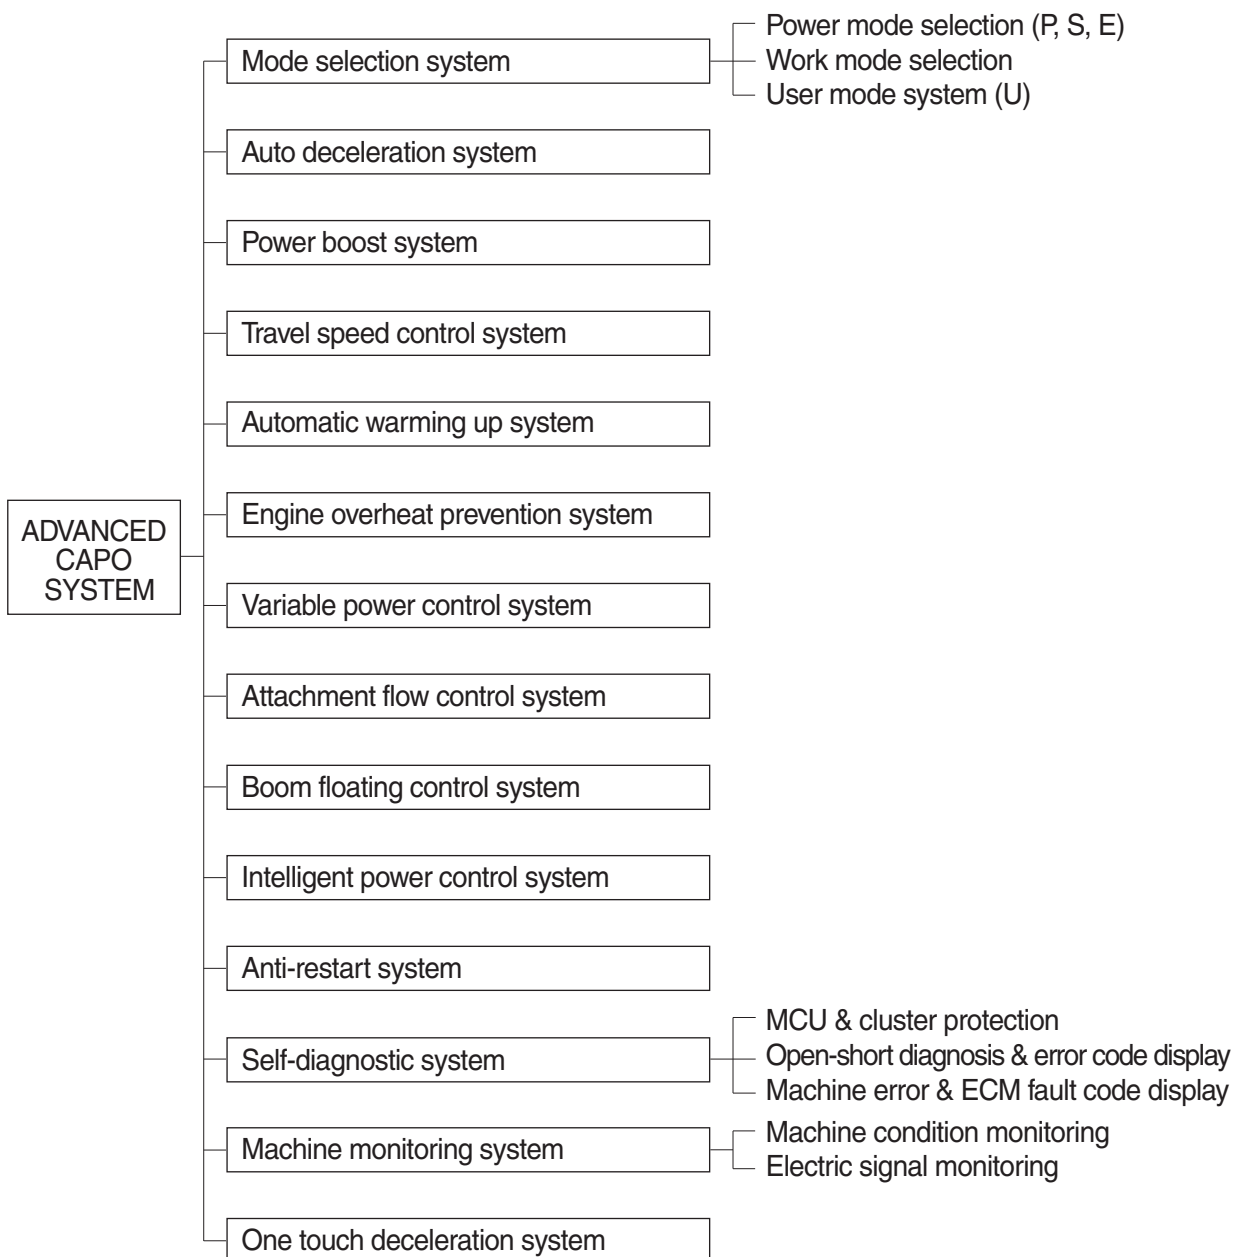 Power mode selection (P, S, E)
Mode selection system
Work mode selection
User mode system (U)
Auto deceleration system
Power boost system
Travel speed control system
Automatic warming up system
Engine overheat prevention system
ADVANCED
CAPO
SYSTEM
Variable power control system
Attachment flow control system
Boom floating control system
Intelligent power control system
Anti-restart system
MCU & cluster protection
Self-diagnostic system
Open-short diagnosis & error code display
Machine error & ECM fault code display
Machine condition monitoring
Machine monitoring system
Electric signal monitoring
One touch deceleration system